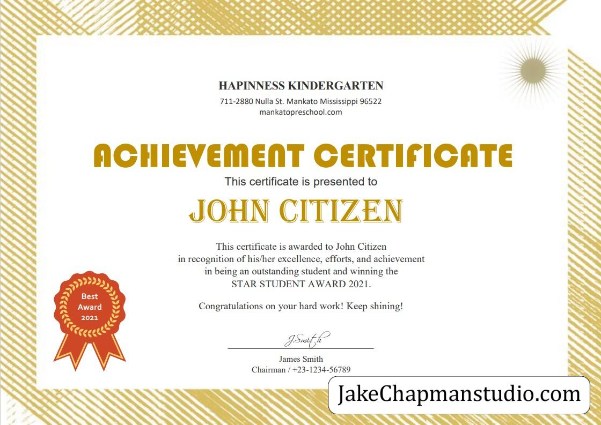 HAPINNESS KINDERGARTEN
711-2880 Nulla St. Mankato Mississippi 96522
mankatopreschool.com
ACHIEVEMENT CERTIFICATE
This certificate is presented to
JOHN CITIZEN
This certificate is awarded to John Citizen
in recognition of his/her excellence, efforts, and achievement
in being an outstanding student and winning the
STAR STUDENT AWARD 2021.
Best
Award
2021
Congratulations on your hard work! Keep shining!
JSmith
James Smith
Chairman / +23-1234-56789
JakeChapmanstudio.com